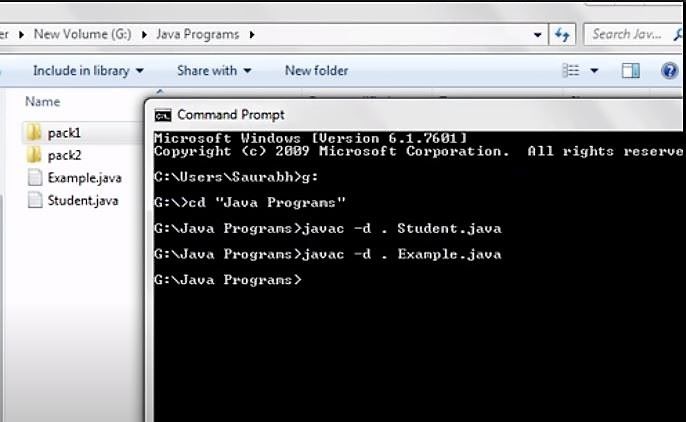 New Volume (G:) Java Programs Search Jav...
Include in library Share with New folder
Name
pack1
pack2
Example.java
Student.java
Command Prompt
Microsoft Windows [Version 6.1.7601]
Copyright (c) 2009 Microsoft Corporation. All rights reserve
C:\Users\Saurabh>g:
G:\>cd "Java Programs"
G:\Java Programs>javac -d . Student.java
G:\Java Programs>javac -d . Example.java
G:\Java Programs>